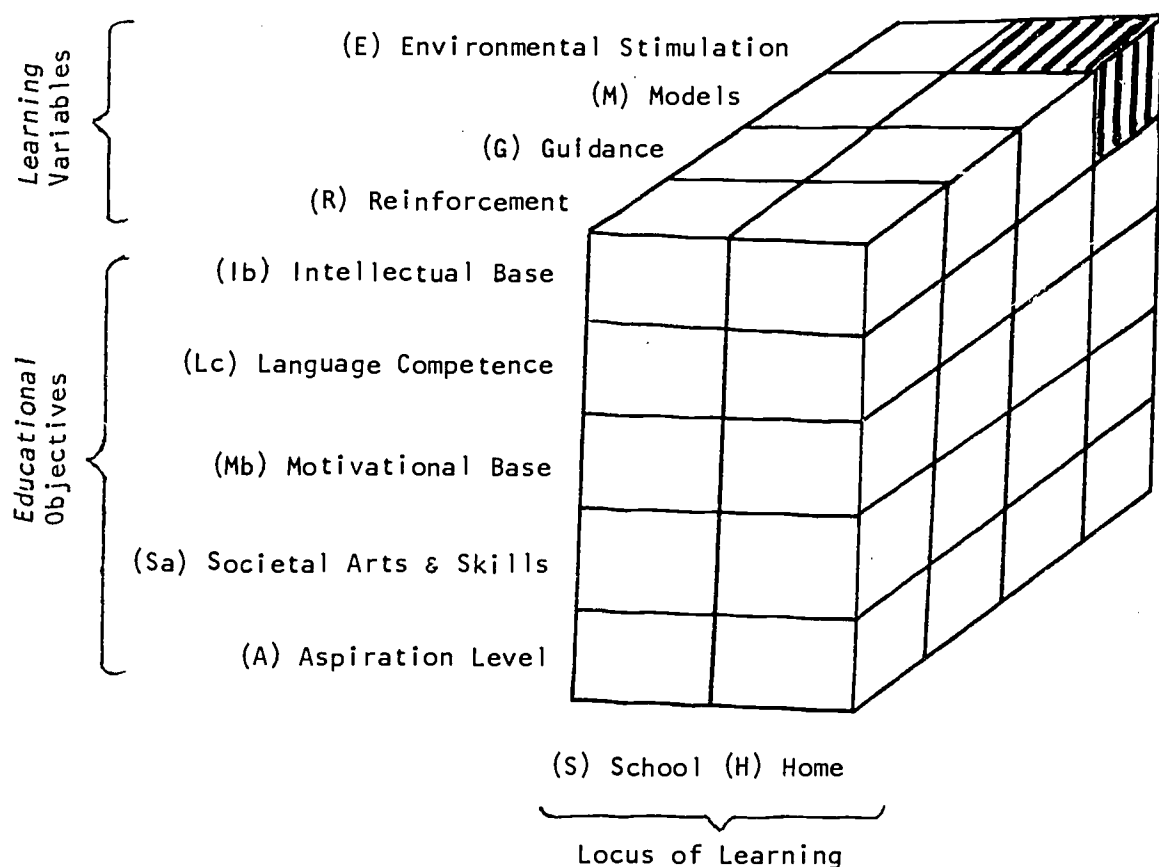 Learning
Variables
(E) Environmental Stimulation
(M) Models
(G) Guidance
(R) Reinforcement
Educational
Objectives
(Ib) Intellectual Base
(Lc) Language Competence
(Mb) Motivational Base
(Sa) Societal Arts & Skills
(A) Aspiration Level
(S) School (H) Home
Locus of Learning